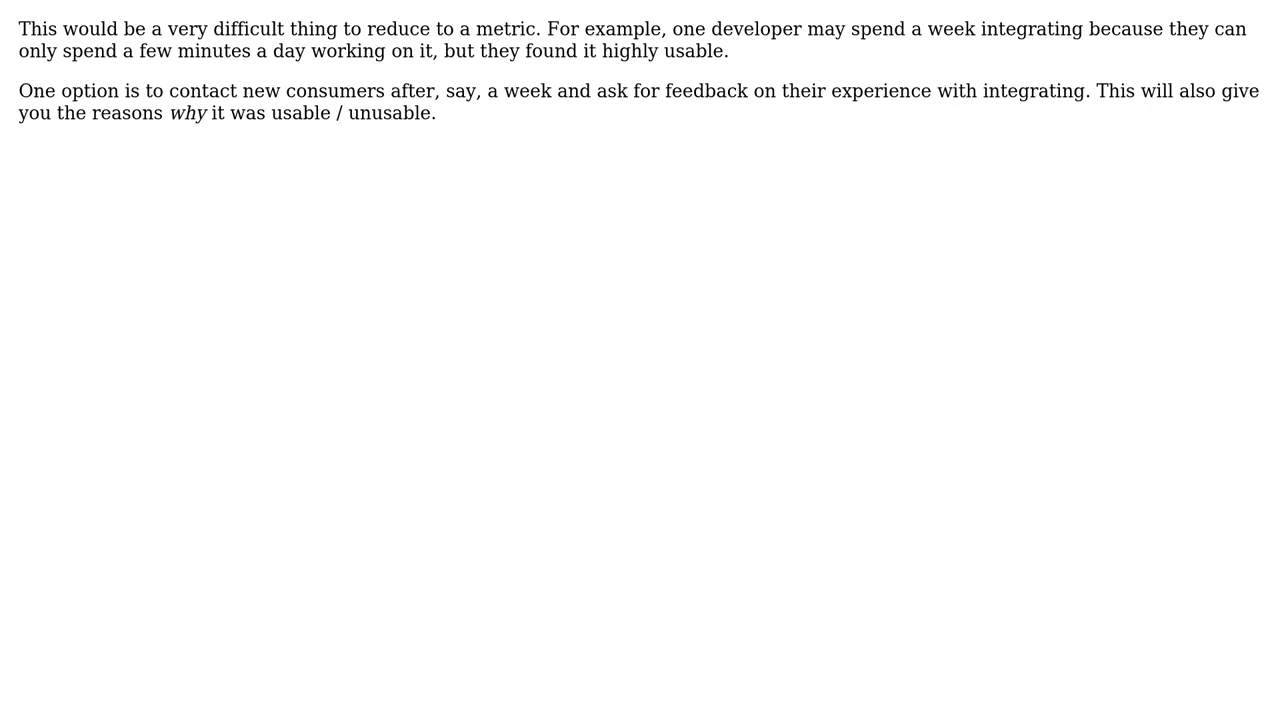 This would be a very difficult thing to reduce to a metric. For example, one developer may spend a week integrating because they can
only spend a few minutes a day working on it, but they found it highly usable.
One option is to contact new consumers after, say, a week and ask for feedback on their experience with integrating. This will also give
you the reasons why it was usable / unusable.